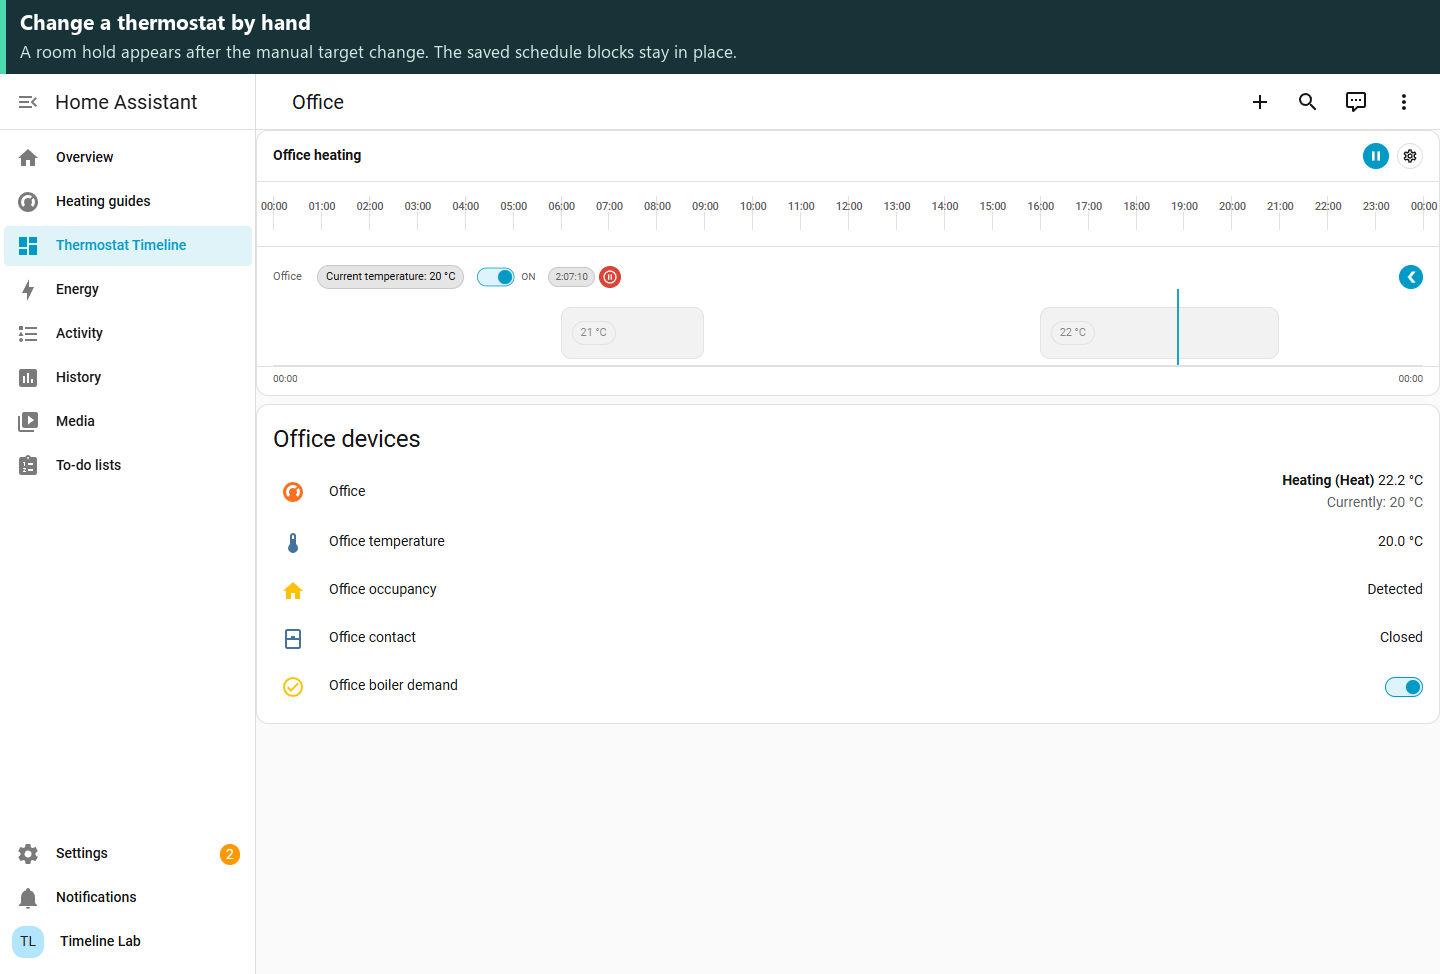 Change a thermostat by hand
A room hold appears after the manual target change. The saved schedule blocks stay in place.
Home Assistant
Office
Overview
Heating guides
Thermostat Timeline
Energy
Activity
History
Media
To-do lists
Settings
2
Notifications
TL
Timeline Lab
Office heating
00:00 01:00 02:00 03:00 04:00 05:00 06:00 07:00 08:00 09:00 10:00 11:00 12:00 13:00 14:00 15:00 16:00 17:00 18:00 19:00 20:00 21:00 22:00 23:00 00:00
Office Current temperature: 20 °C ON 2:07:10
21 °C 22 °C
00:00 00:00
Office devices
Office Heating (Heat) 22.2 °C
Currently: 20 °C
Office temperature 20.0 °C
Office occupancy Detected
Office contact Closed
Office boiler demand